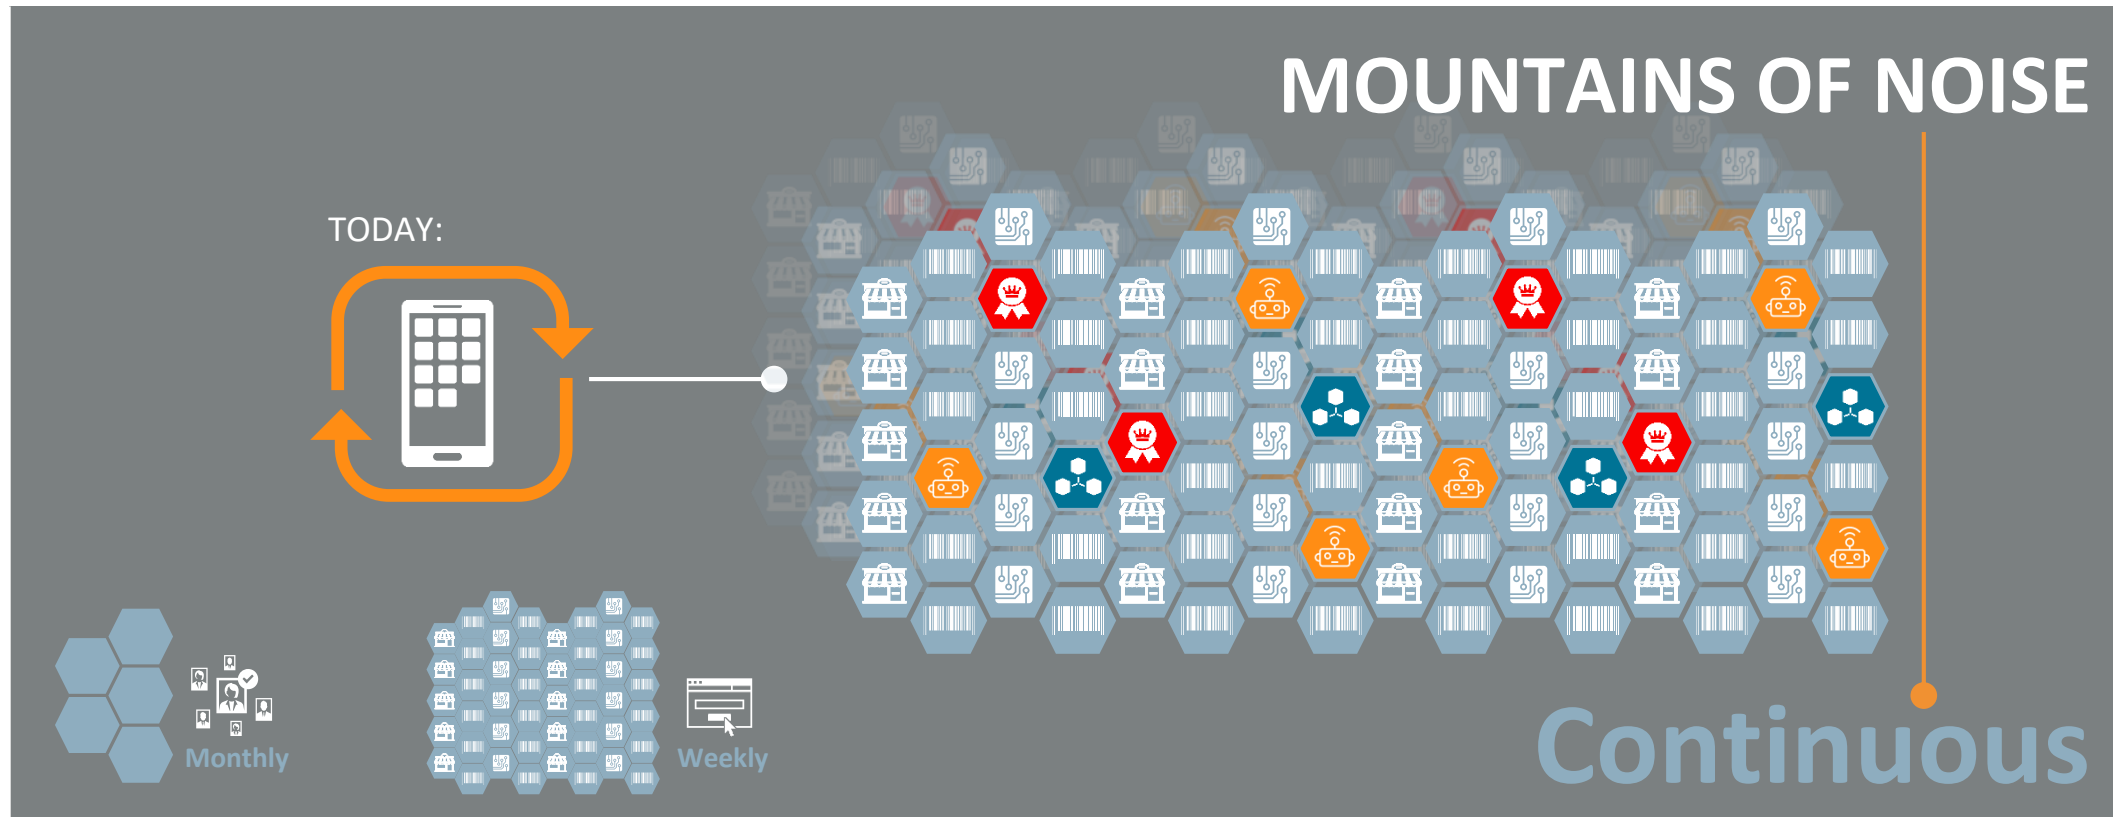 MOUNTAINS OF NOISE
TODAY:
Monthly
Weekly
Continuous